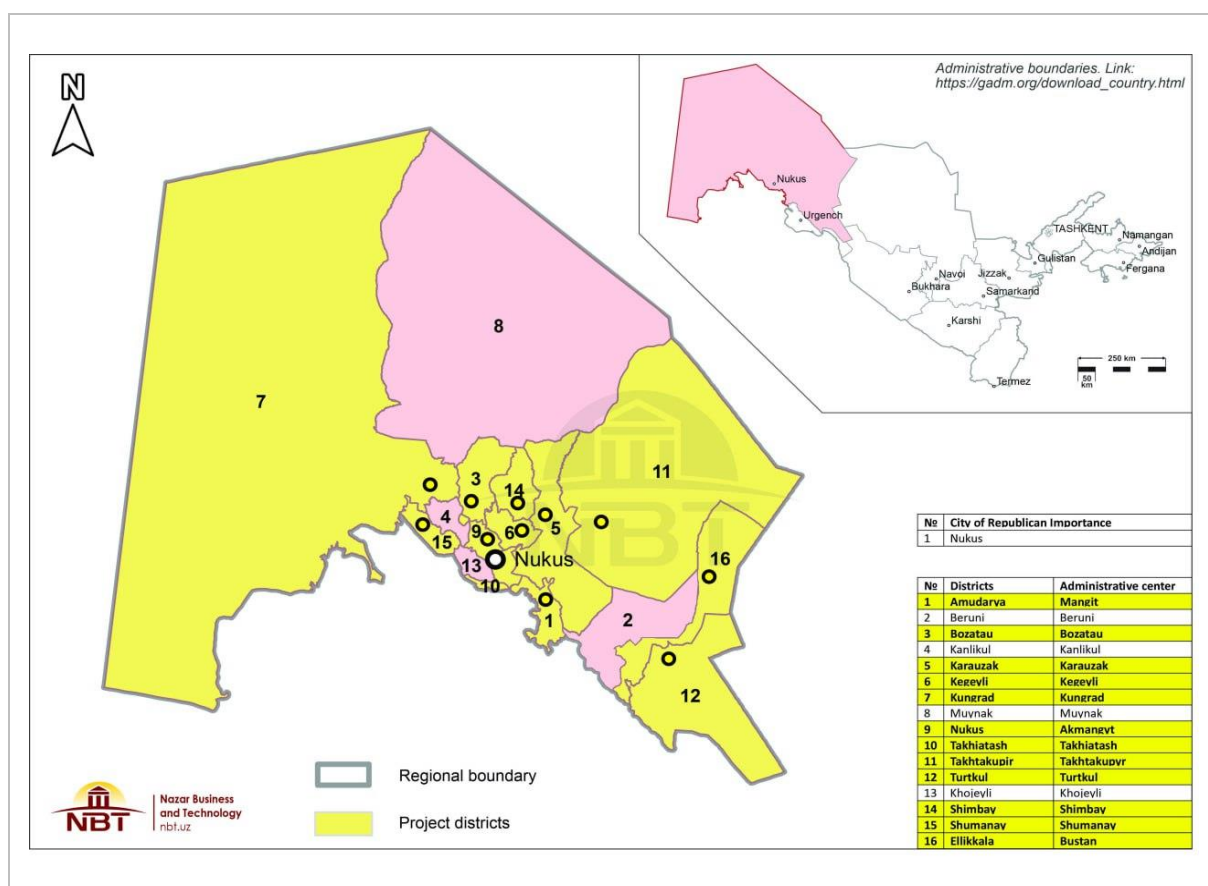 N
Administrative boundaries. Link:
https://gadm.org/download_country.html
Nukus
Urgench
TASHKENT
Namangan
Andijan
Fergana
Gulistan
Jizzak
Navoi
Bukhara
Samarkand
Karshi
Termez
250 km
50
km
8
7
11
3
14
4
5
9
6
15
16
13
Nukus
10
1
2
12
NBT
№ City of Republican Importance
1 Nukus
№ Districts Administrative center
1 Amudarya Mangit
2 Beruni Beruni
3 Bozatau Bozatau
4 Kanlikul Kanlikul
5 Karauzak Karauzak
6 Kegeyli Kegeyli
7 Kungrad Kungrad
8 Muynak Muynak
9 Nukus Akmangyt
10 Takhiatash Takhiatash
11 Takhtakupir Takhtakupyr
12 Turtkul Turtkul
13 Khojeyli Khojeyli
14 Shimbay Shimbay
15 Shumanay Shumanay
16 Ellikkala Bustan
Regional boundary
Project districts
NBT
Nazar Business
and Technology
nbt.uz